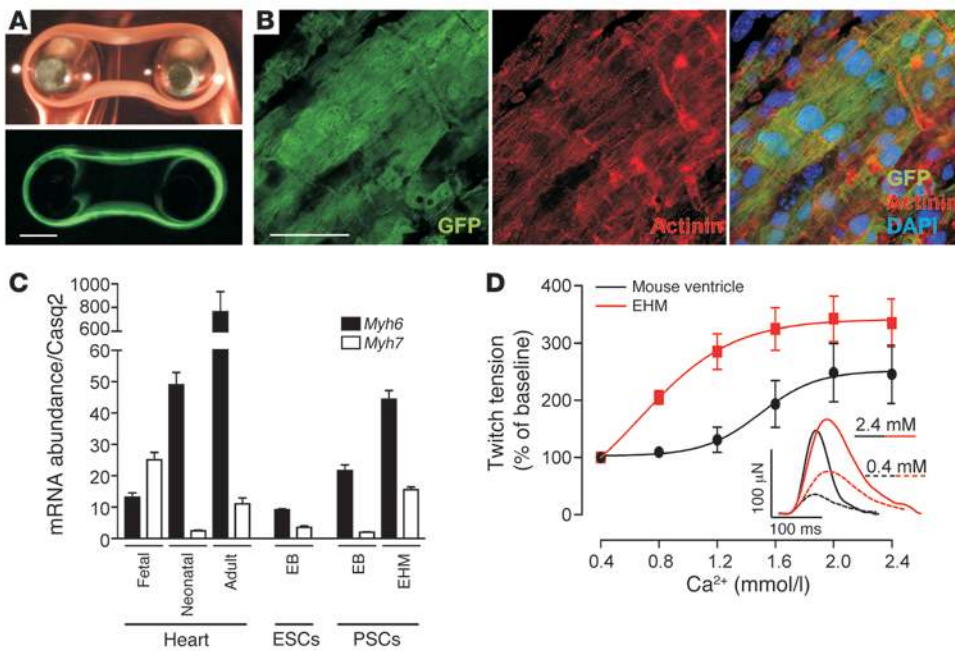 A
B
GFP
Actinin
GFP
Actinin
DAPI
C
mRNA abundance/Casq2
1000
800
600
60
50
40
30
20
10
0
Myh6
Myh7
Fetal
Neonatal
Adult
EB
EB
EHM
Heart
ESCs
PSCs
D
Mouse ventricle
EHM
Twitch tension
(% of baseline)
400
300
200
100
0
2.4 mM
0.4 mM
100 µN
100 ms
0.4 0.8 1.2 1.6 2.0 2.4
Ca²⁺ (mmol/l)